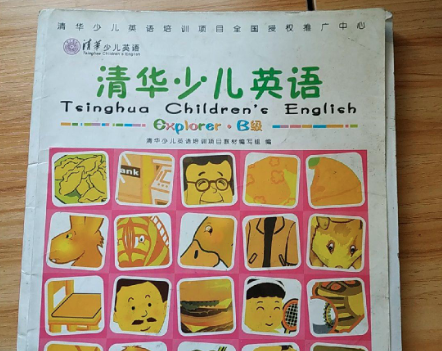 清华少儿英语培训项目全国授权推广中心
清华少儿英语
Tsinghua Children's English
清华少儿英语
Tsinghua Children's English
Explorer·B级
清华少儿英语培训项目教材编写组 编
ank